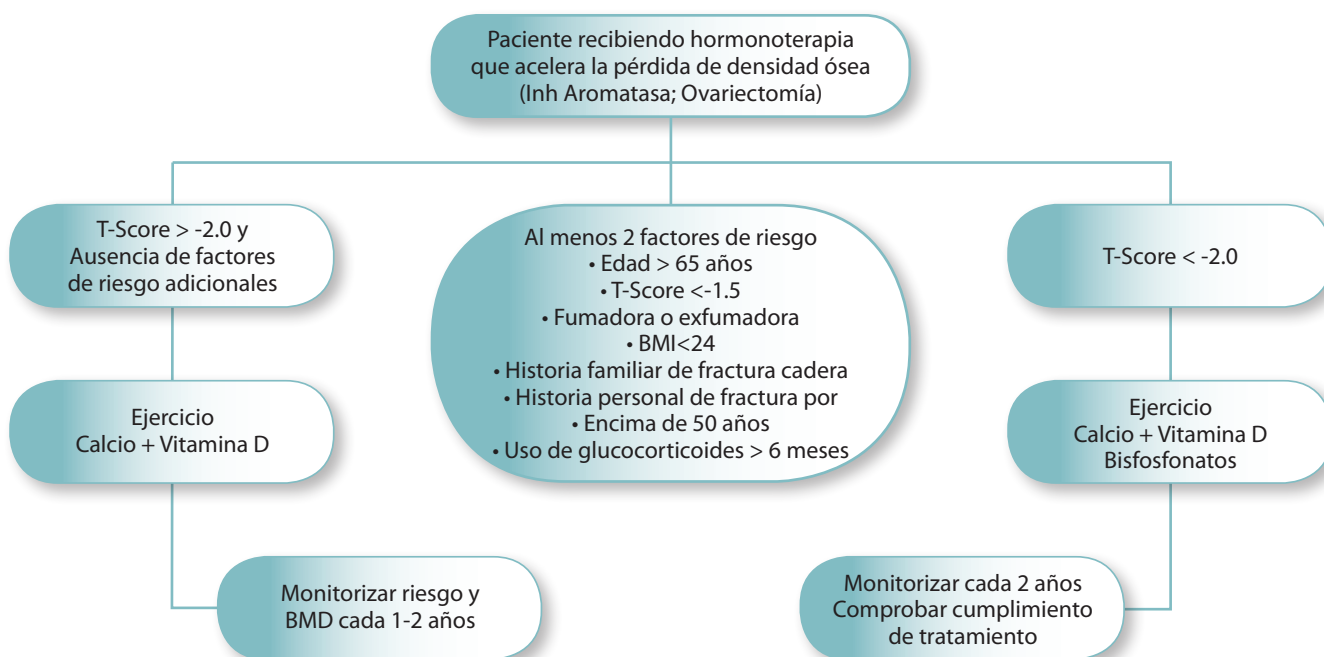 Paciente recibiendo hormonoterapia
que acelera la pérdida de densidad ósea
(Inh Aromatasa; Ovariectomía)
T-Score > -2.0 y
Ausencia de factores
de riesgo adicionales
Al menos 2 factores de riesgo
• Edad > 65 años
• T-Score <-1.5
• Fumadora o exfumadora
• BMI<24
• Historia familiar de fractura cadera
• Historia personal de fractura por
• Encima de 50 años
• Uso de glucocorticoides > 6 meses
T-Score < -2.0
Ejercicio
Calcio + Vitamina D
Ejercicio
Calcio + Vitamina D
Bisfosfonatos
Monitorizar riesgo y
BMD cada 1-2 años
Monitorizar cada 2 años
Comprobar cumplimiento
de tratamiento